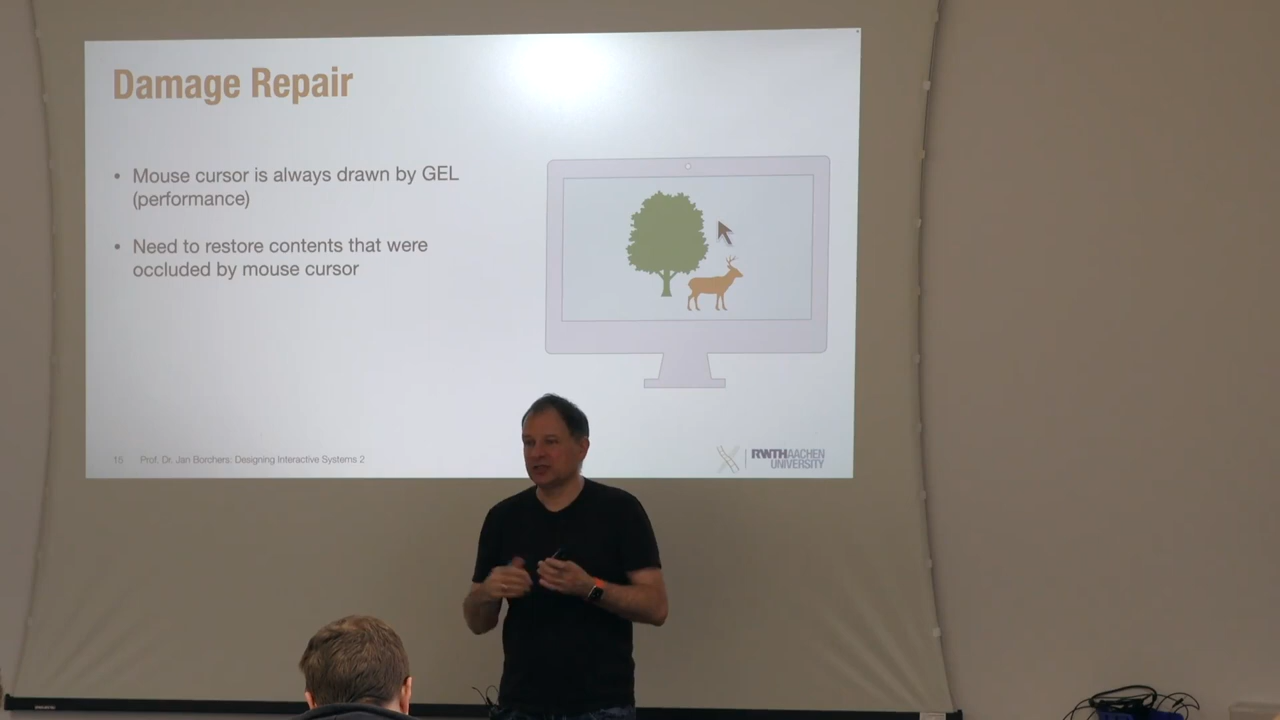 Damage Repair
• Mouse cursor is always drawn by GEL
(performance)
• Need to restore contents that were
occluded by mouse cursor
15 Prof. Dr. Jan Borchers: Designing Interactive Systems 2
RWTHAACHEN
UNIVERSITY